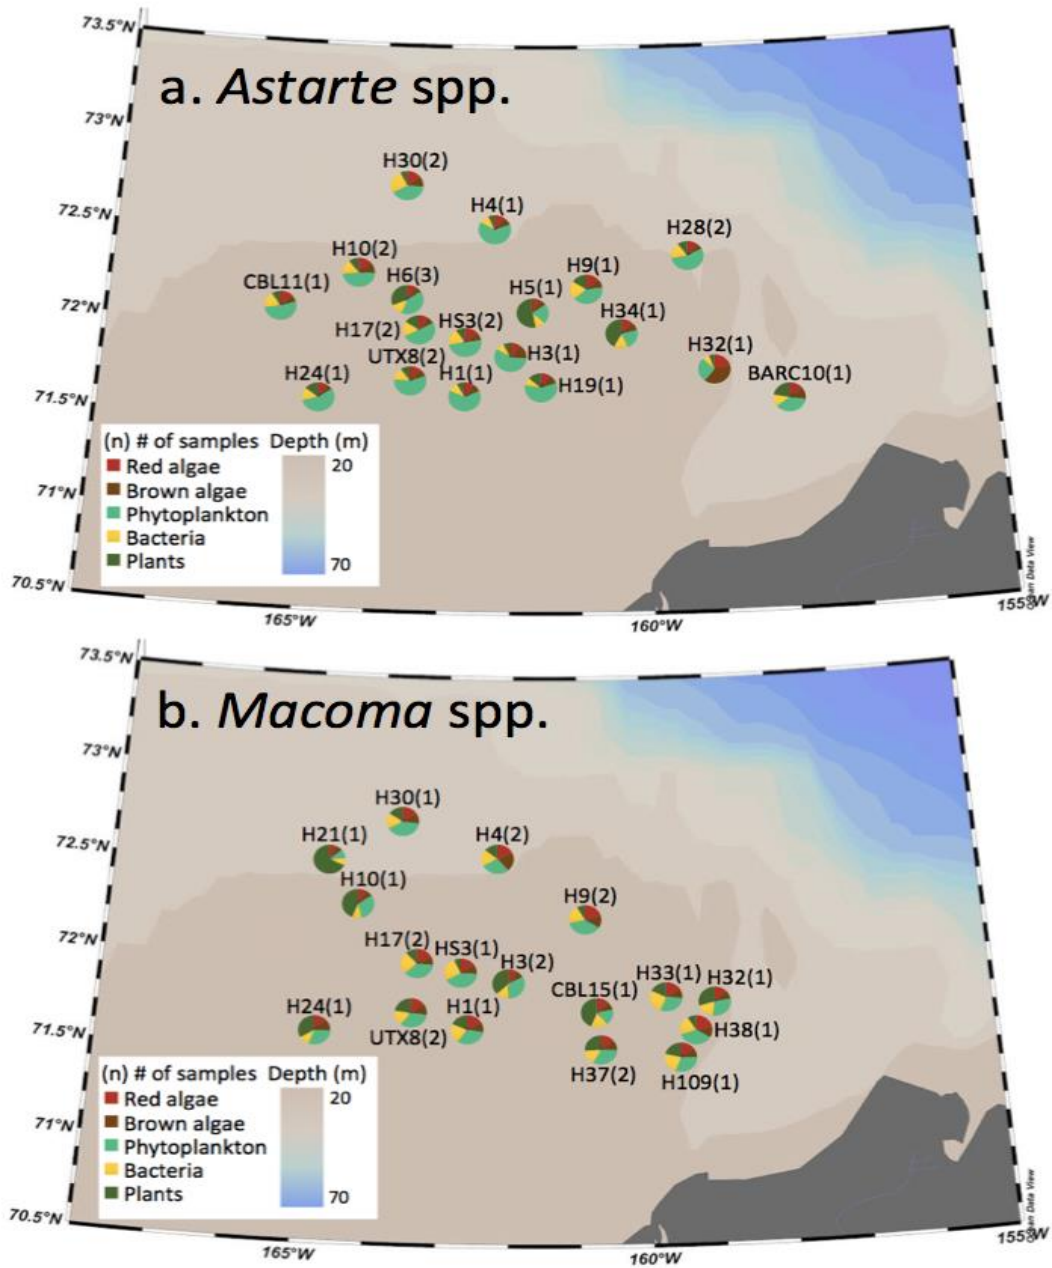 73.5°N
a. Astarte spp.
73°N
H30(2)
72.5°N
H4(1)
H28(2)
H10(2)
H9(1)
CBL11(1)
H6(3)
H5(1)
72°N
H34(1)
H17(2)
HS3(2)
H3(1)
H32(1)
UTX8(2)
H24(1)
H1(1)
H19(1)
BARC10(1)
71.5°N
(n) # of samples Depth (m)
Red algae
20
Brown algae
71°N
Phytoplankton
Bacteria
Plants
70
70.5°N
Data View
165°W
160°W
155°W
73.5°N
b. Macoma spp.
73°N
H30(1)
72.5°N
H21(1)
H4(2)
H10(1)
H9(2)
72°N
H17(2)
HS3(1)
H3(2)
H33(1)
H32(1)
CBL15(1)
H24(1)
H1(1)
71.5°N
UTX8(2)
H38(1)
H37(2)
H109(1)
(n) # of samples Depth (m)
Red algae
20
Brown algae
71°N
Phytoplankton
Bacteria
Plants
70
70.5°N
Data View
165°W
160°W
155°W